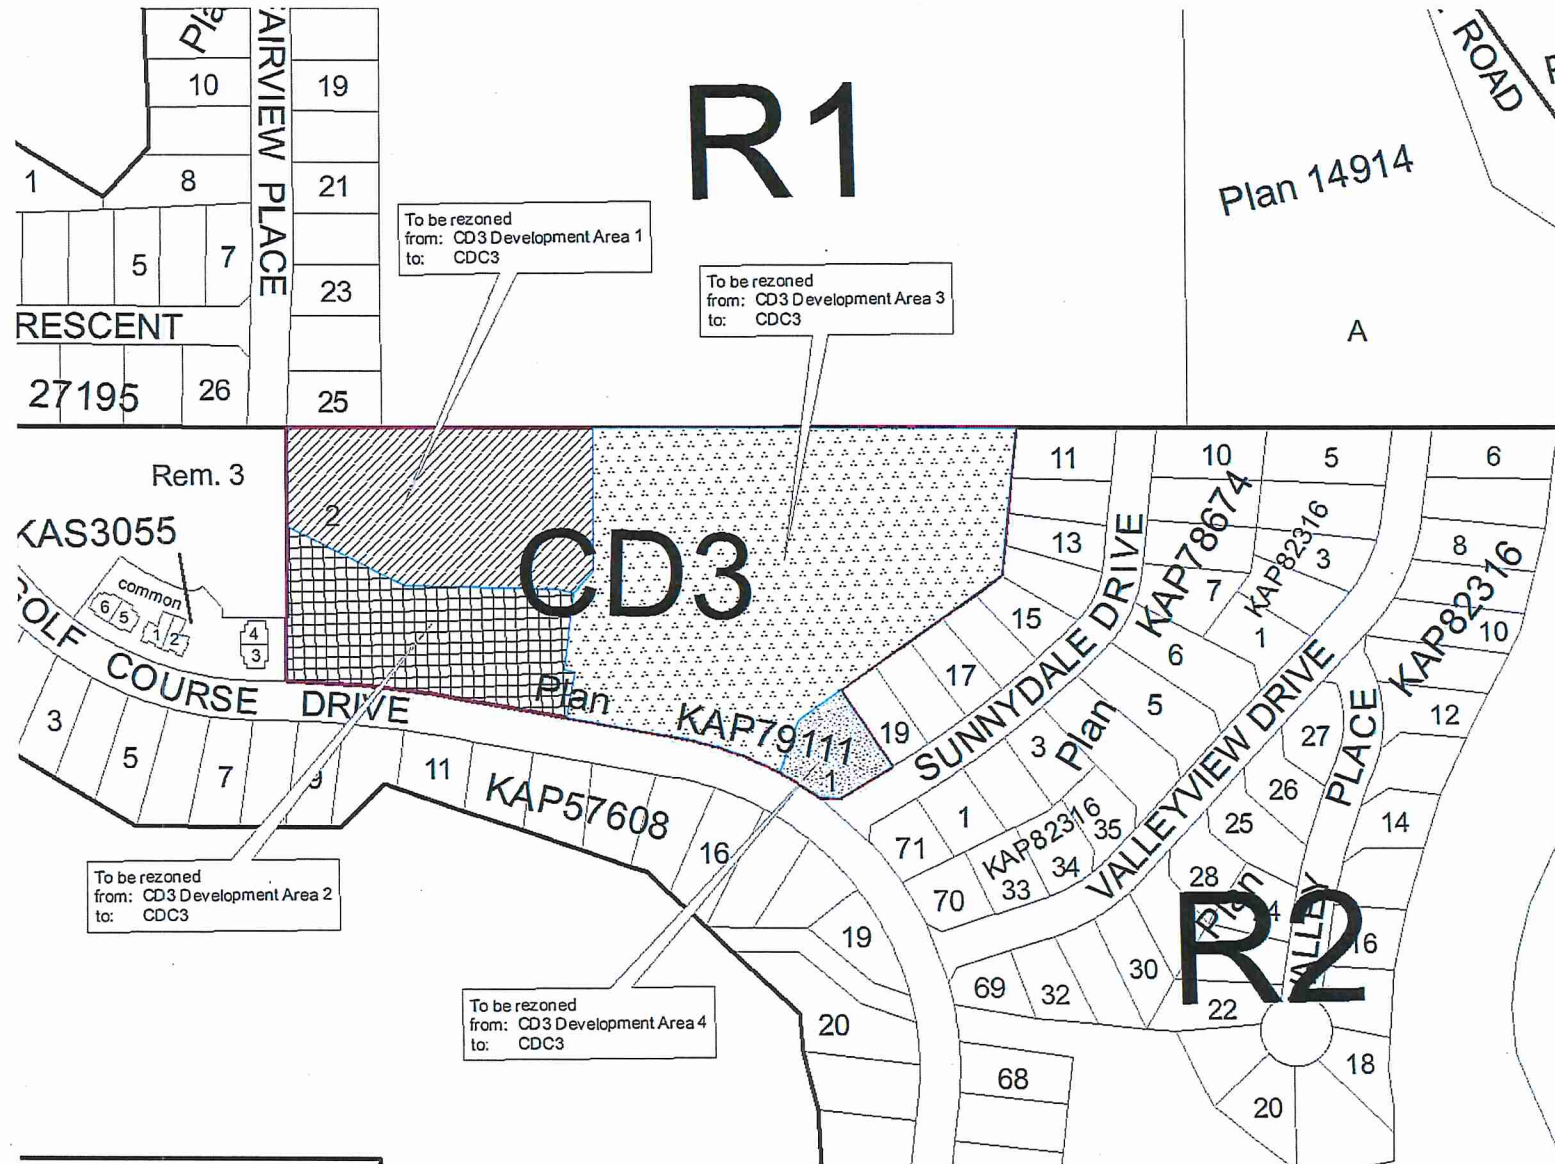 Pla
10
19
FAIRVIEW PLACE
R1
ROAD
Plan 14914
1
8
21
To be rezoned
from: CD3 Development Area 1
to: CDC3
5
7
23
To be rezoned
from: CD3 Development Area 3
to: CDC3
RESCENT
A
27195
26
25
Rem. 3
2
CD3
11
10
5
6
KAS3055
common
6
5
1
2
4
3
13
KAP78674
KAP82316
3
8
7
KAP82316
15
1
10
6
GOLF COURSE DRIVE
Plan
KAP79111
1
17
19
SUNNYDALE DRIVE
5
3
Plan
VALLEYVIEW DRIVE
27
12
3
5
7
9
11
KAP57608
16
71
1
KAP82316
35
34
33
70
26
25
14
VALLEY PLACE
28
Plan
24
R2
16
To be rezoned
from: CD3 Development Area 2
to: CDC3
19
69
32
30
22
To be rezoned
from: CD3 Development Area 4
to: CDC3
20
68
18
20